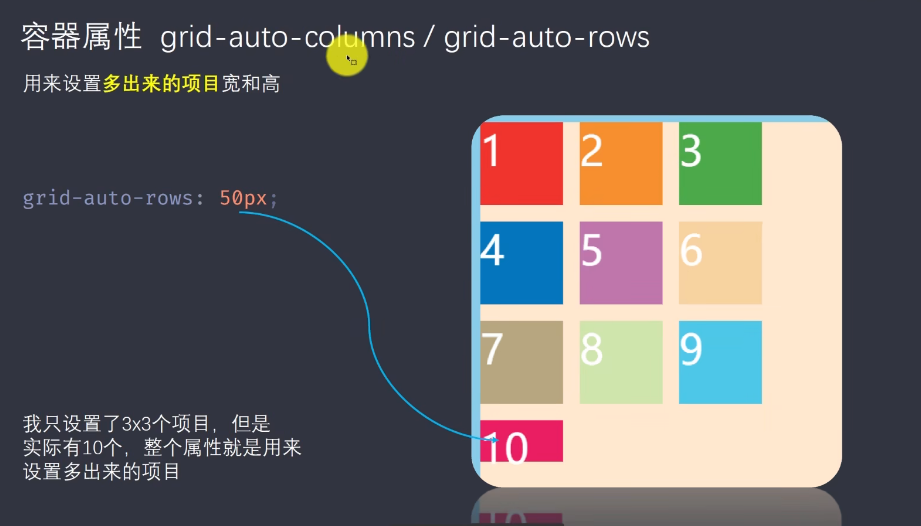 容器属性 grid-auto-columns / grid-auto-rows
用来设置多出来的项目宽和高
grid-auto-rows: 50px;
1 2 3
4 5 6
7 8 9
10
我只设置了3x3个项目，但是
实际有10个，整个属性就是用来
设置多出来的项目
10